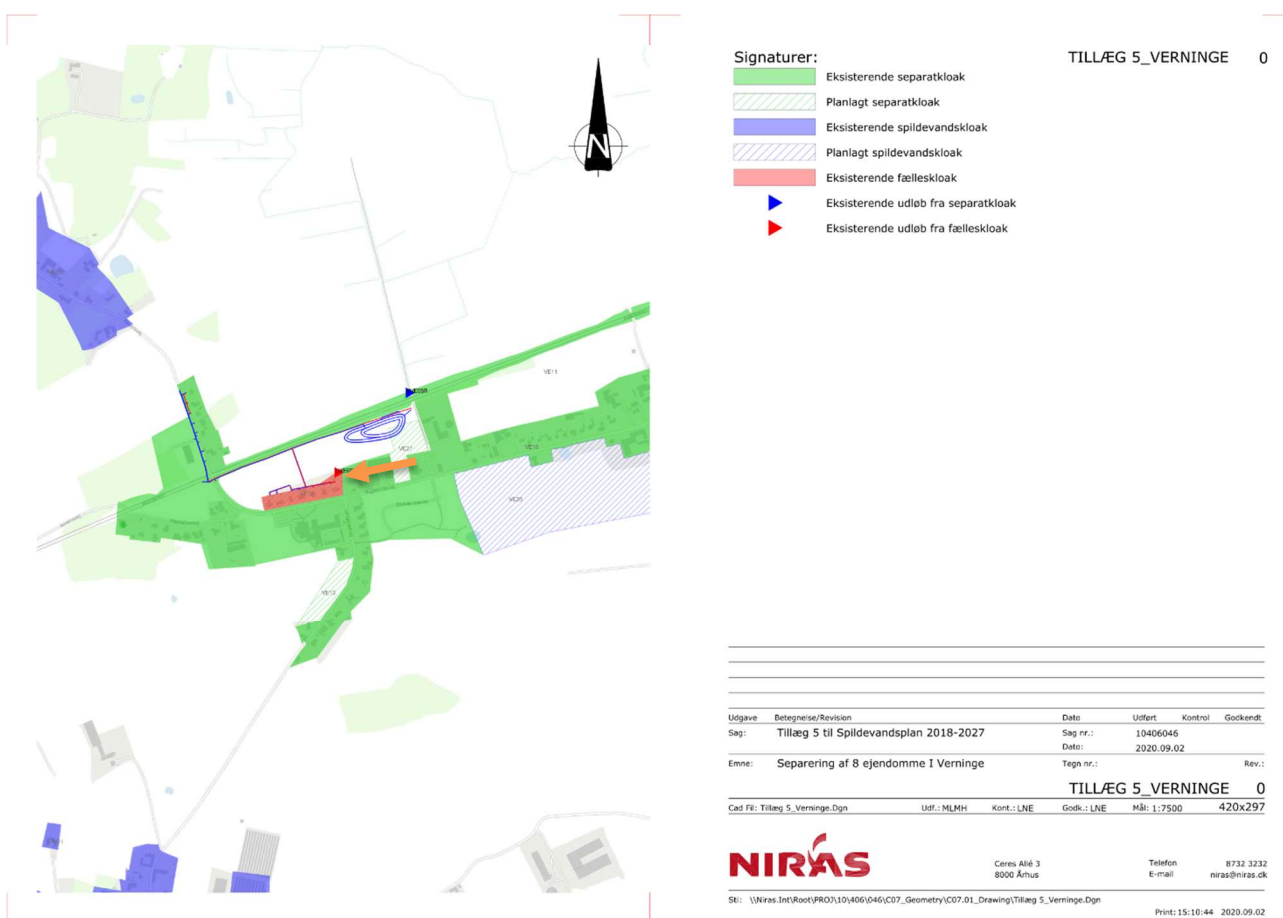 N
VE11
VE27
VE25
VE12
Signaturer:
TILLÆG 5_VERNINGE 0
Eksisterende separatkloak
Planlagt separatkloak
Eksisterende spildevandskloak
Planlagt spildevandskloak
Eksisterende fælleskloak
Eksisterende udløb fra separatkloak
Eksisterende udløb fra fælleskloak
Udgave Betegnelse/Revision Dato Udført Kontrol Godkendt
Sag: Tillæg 5 til Spildevandsplan 2018-2027 Sag nr.: 10406046
Dato: 2020.09.02
Emne: Separering af 8 ejendomme I Verninge Tegn nr.: Rev.:
TILLÆG 5_VERNINGE 0
Cad Fil: Tillæg 5_Verninge.Dgn Udf.: MLMH Kont.: LNE Godk.: LNE Mål: 1:7500 420x297
NIRAS
Ceres Allé 3 Telefon 8732 3232
8000 Århus E-mail niras@niras.dk
Sti: \\Niras.Int\Root\PROJ\10\406\046\C07_Geometry\C07.01_Drawing\Tillæg 5_Verninge.Dgn
Print: 15:10:44 2020.09.02